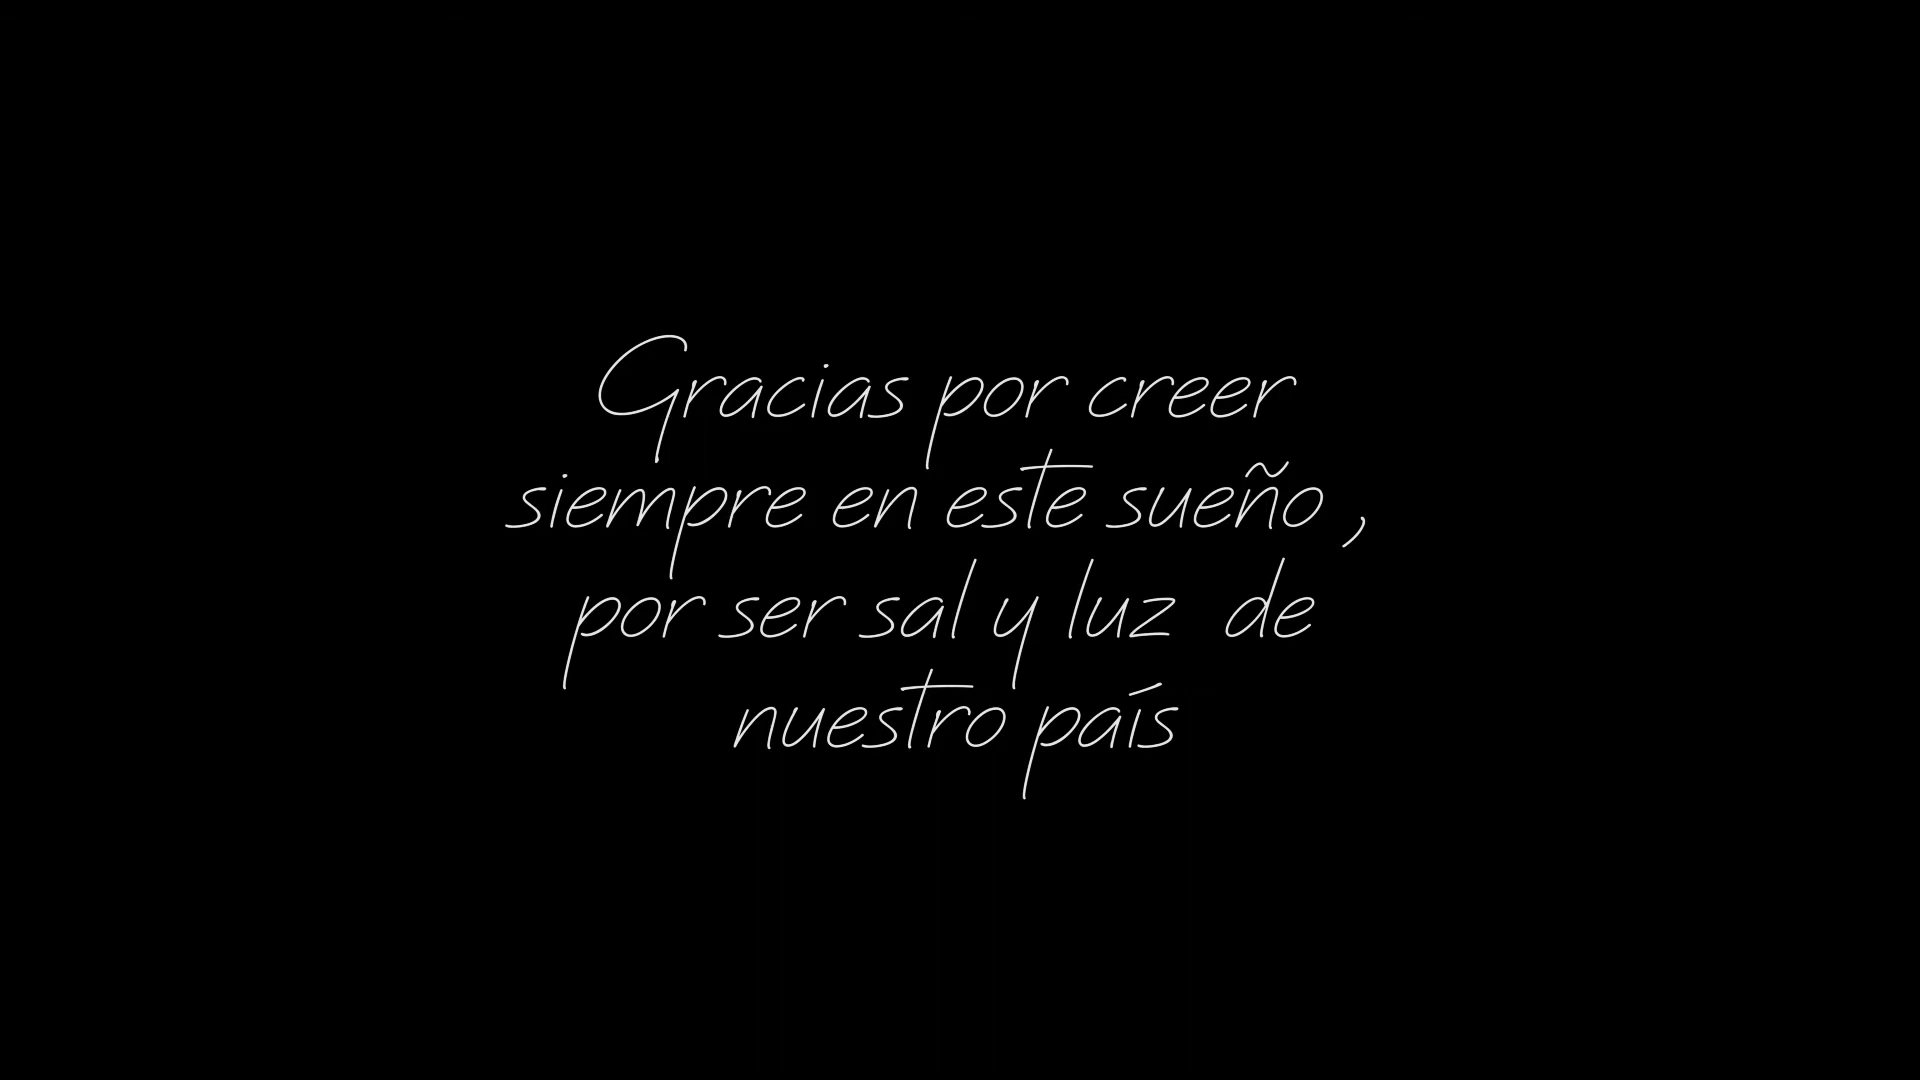 Gracias por creer
siempre en este sueño ,
por ser sal y luz  de
nuestro país